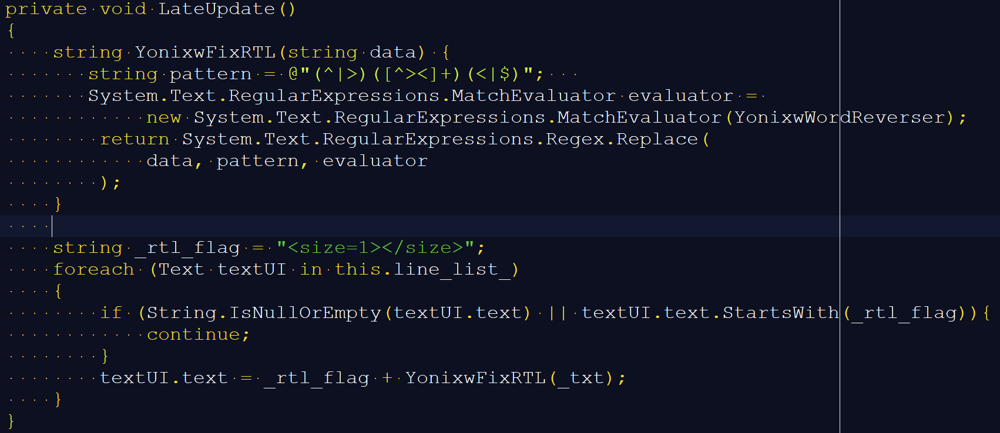 private void LateUpdate()
{
    string YonixwFixRTL(string data) {
       string pattern = @"(^|>)([^><]+)(<|$)";
       System.Text.RegularExpressions.MatchEvaluator evaluator =
            new System.Text.RegularExpressions.MatchEvaluator(YonixwWordReverser);
        return System.Text.RegularExpressions.Regex.Replace(
            data, pattern, evaluator
        );
    }
    string _rtl_flag = "<size=1></size>";
    foreach (Text textUI in this.line_list_)
    {
        if (String.IsNullOrEmpty(textUI.text) || textUI.text.StartsWith(_rtl_flag)){
            continue;
        }
        textUI.text = _rtl_flag + YonixwFixRTL(_txt);
    }
}